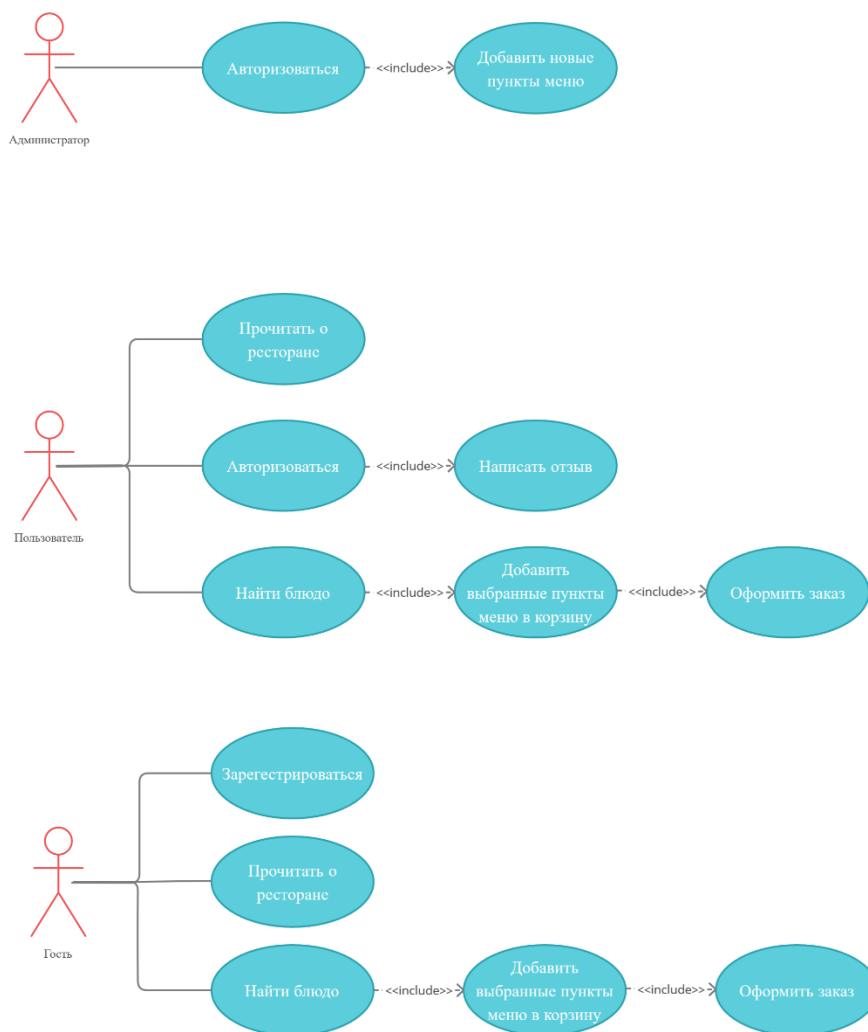 Авторизоваться
<<include>>
Добавить новые
пункты меню
Администратор
Прочитать о
ресторане
Авторизоваться
<<include>>
Написать отзыв
Пользователь
Найти блюдо
<<include>>
Добавить
выбранные пункты
меню в корзину
<<include>>
Оформить заказ
Зарегестрироваться
Прочитать о
ресторане
Гость
Найти блюдо
<<include>>
Добавить
выбранные пункты
меню в корзину
<<include>>
Оформить заказ